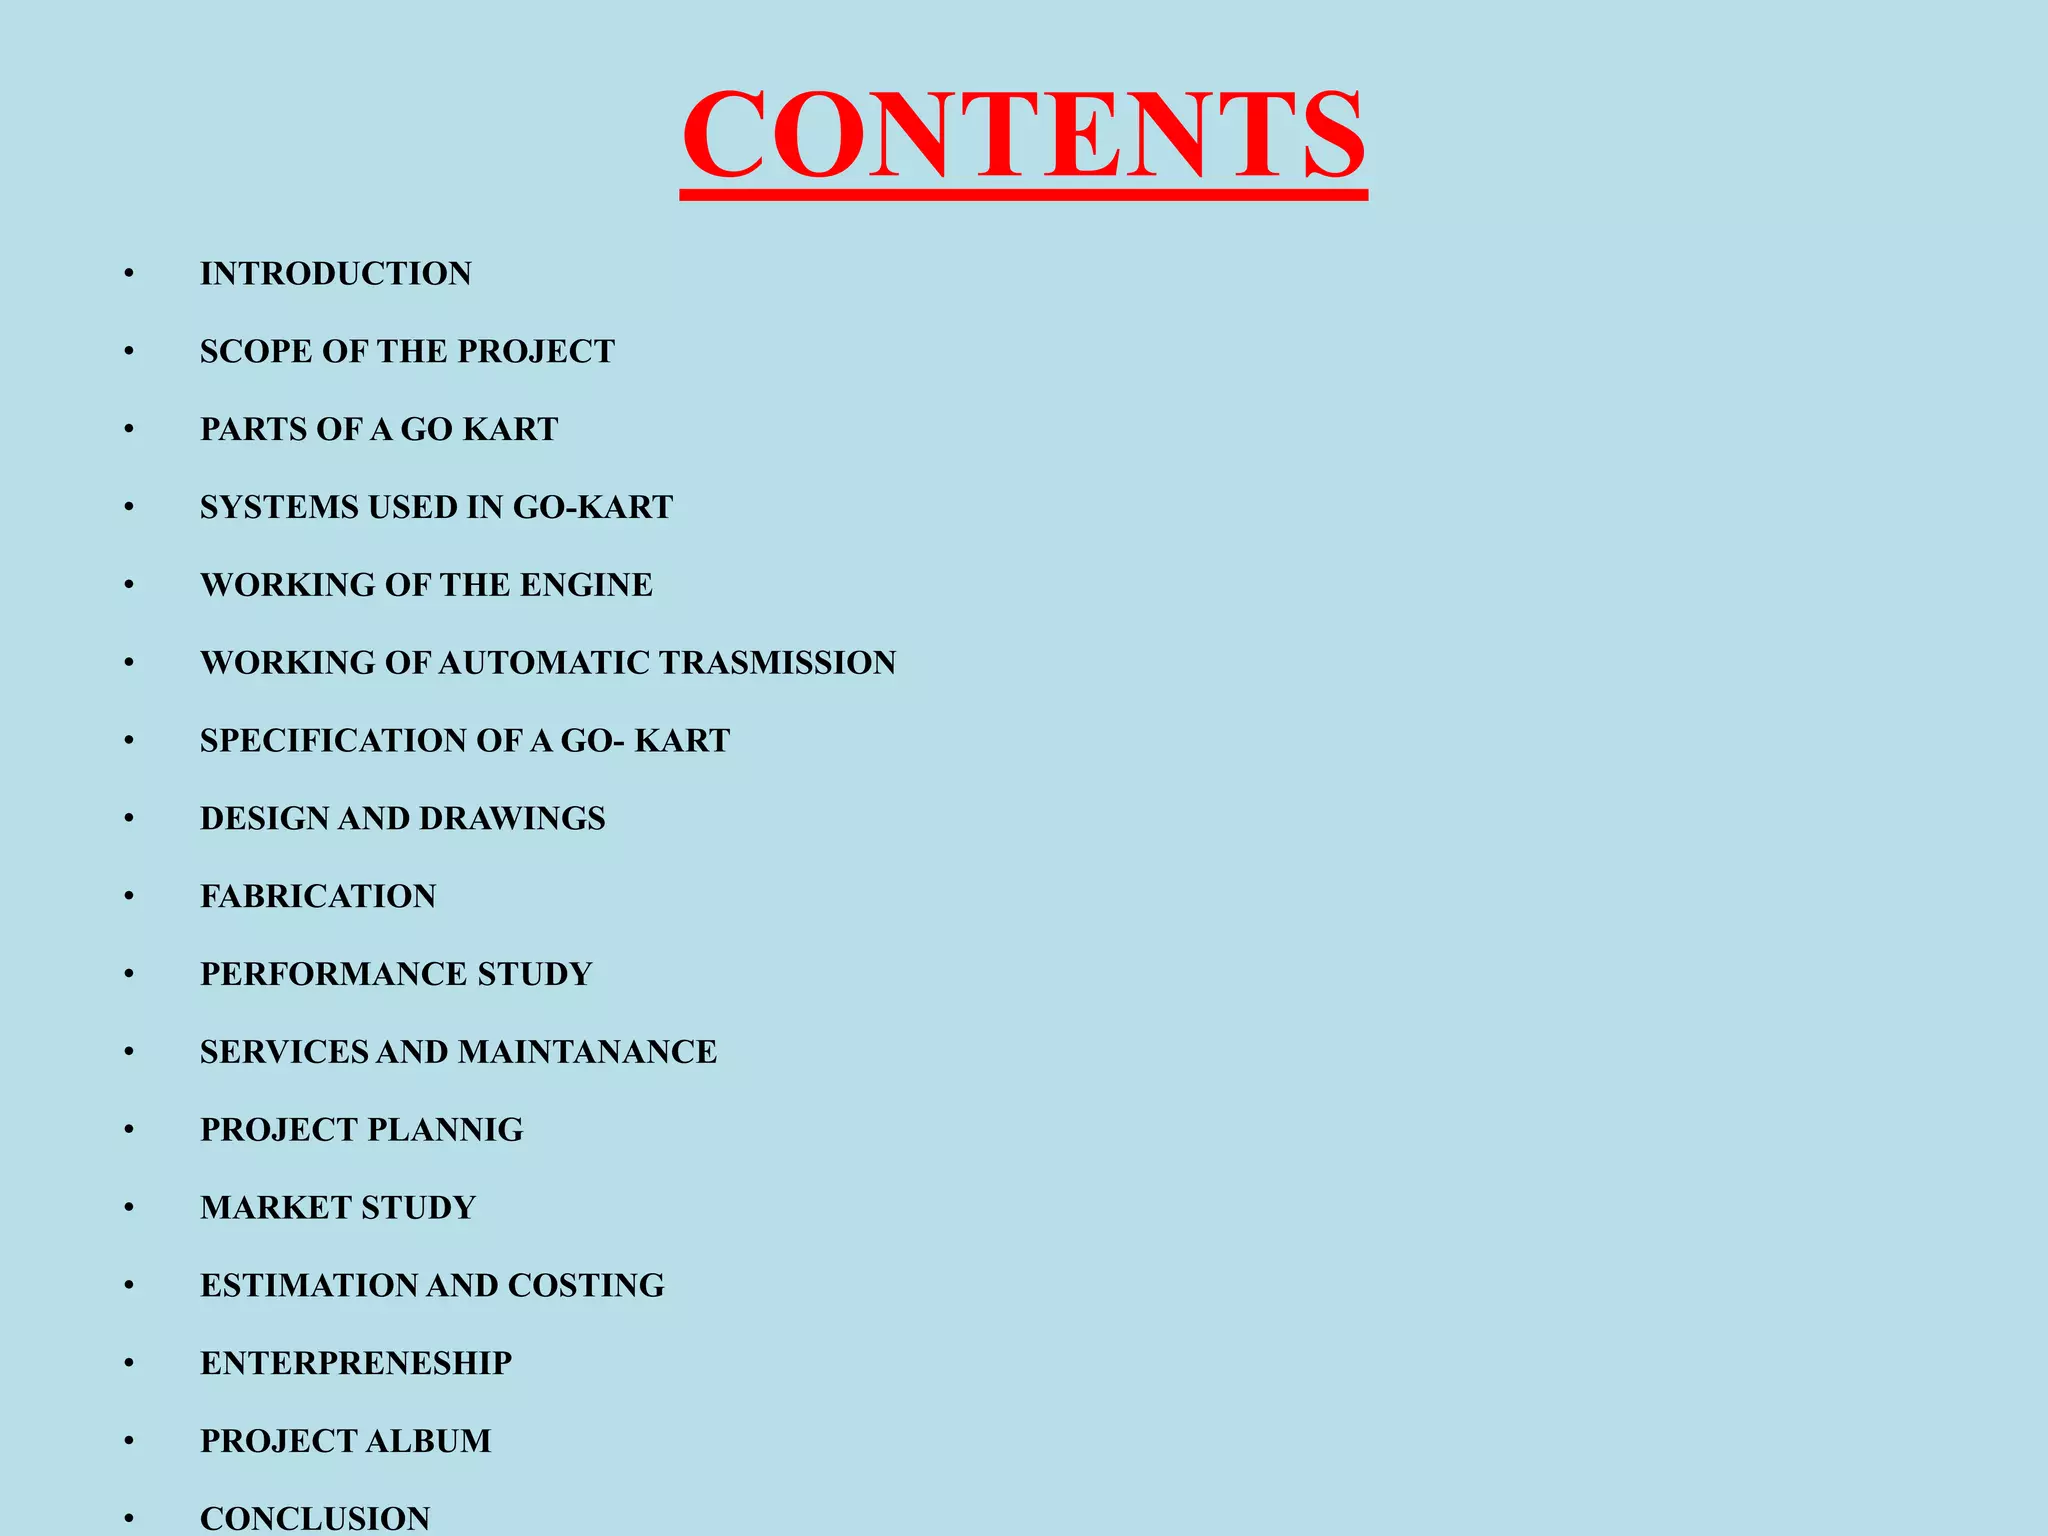 CONTENTS
• INTRODUCTION
• SCOPE OF THE PROJECT
• PARTS OF A GO KART
• SYSTEMS USED IN GO-KART
• WORKING OF THE ENGINE
• WORKING OF AUTOMATIC TRASMISSION
• SPECIFICATION OF A GO- KART
• DESIGN AND DRAWINGS
• FABRICATION
• PERFORMANCE STUDY
• SERVICES AND MAINTANANCE
• PROJECT PLANNIG
• MARKET STUDY
• ESTIMATION AND COSTING
• ENTERPRENESHIP
• PROJECT ALBUM
• CONCLUSION